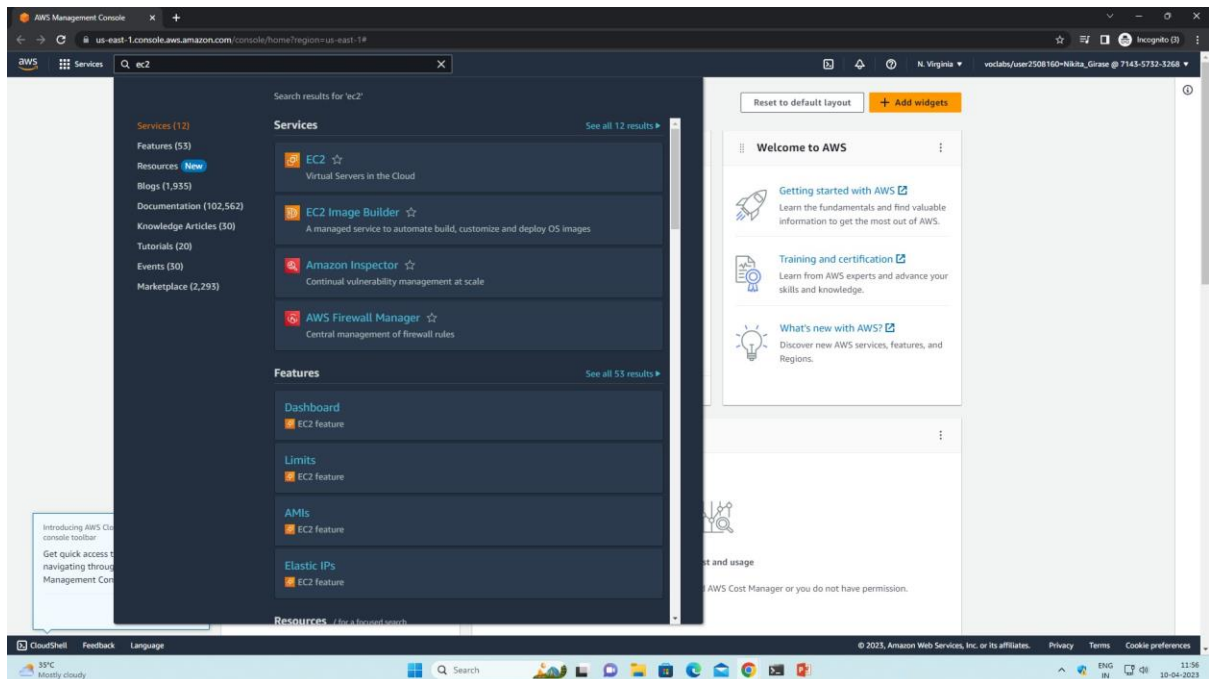 AWS Management Console
us-east-1.console.aws.amazon.com/console/home?region=us-east-1#
Incognito (3)
aws
Services
ec2
N. Virginia
voclabs/user2508160=Nikita_Girase @ 7143-5732-3268
Search results for 'ec2'
Services (12)
Features (53)
Resources New
Blogs (1,935)
Documentation (102,562)
Knowledge Articles (30)
Tutorials (20)
Events (30)
Marketplace (2,293)
Services
See all 12 results
EC2
Virtual Servers in the Cloud
EC2 Image Builder
A managed service to automate build, customize and deploy OS images
Amazon Inspector
Continual vulnerability management at scale
AWS Firewall Manager
Central management of firewall rules
Features
See all 53 results
Dashboard
EC2 feature
Limits
EC2 feature
AMIs
EC2 feature
Elastic IPs
EC2 feature
Resources / for a focused search
Reset to default layout
+ Add widgets
Welcome to AWS
Getting started with AWS
Learn the fundamentals and find valuable
information to get the most out of AWS.
Training and certification
Learn from AWS experts and advance your
skills and knowledge.
What's new with AWS?
Discover new AWS services, features, and
Regions.
st and usage
AWS Cost Manager or you do not have permission.
Introducing AWS Clo
console toolbar
Get quick access t
navigating throug
Management Con
CloudShell
Feedback
Language
© 2023, Amazon Web Services, Inc. or its affiliates.
Privacy
Terms
Cookie preferences
35°C
Mostly cloudy
Search
ENG
IN
11:56
10-04-2023